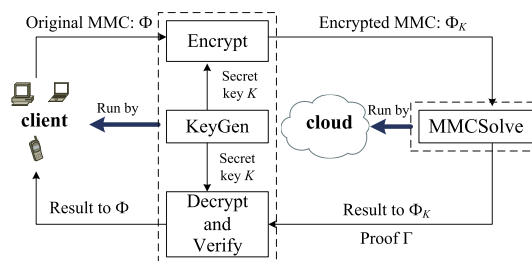 Original MMC: Φ
Encrypt
Encrypted MMC: Φ_K
Secret
key K
client
Run by
KeyGen
cloud
Run by
MMCSolve
Secret
key K
Result to Φ
Decrypt
and
Verify
Result to Φ_K
Proof Γ